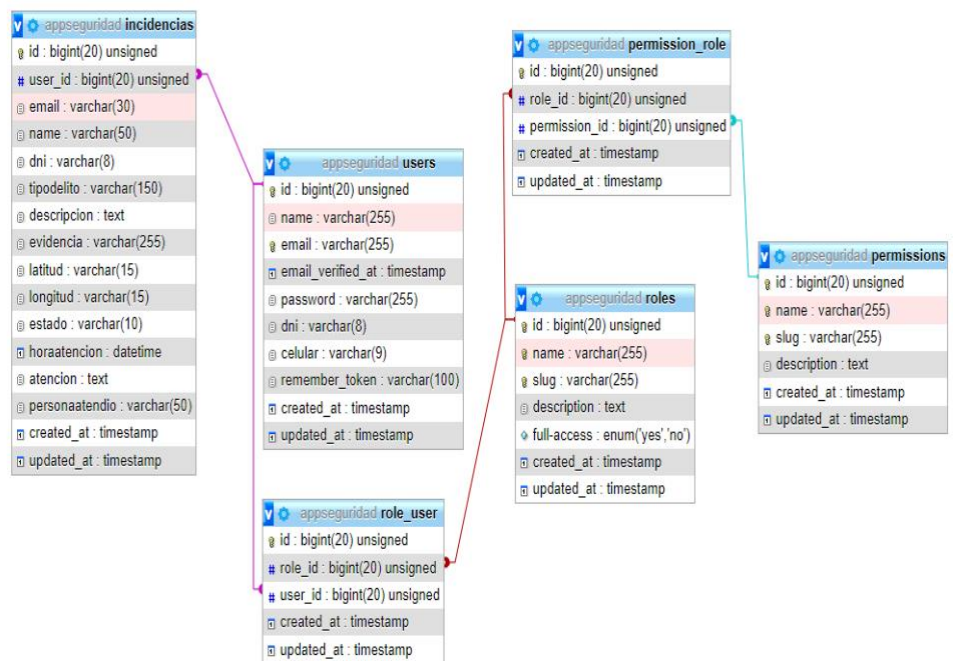 appseguridad incidencias
id : bigint(20) unsigned
user_id : bigint(20) unsigned
email : varchar(30)
name : varchar(50)
dni : varchar(8)
tipodelito : varchar(150)
descripcion : text
evidencia : varchar(255)
latitud : varchar(15)
longitud : varchar(15)
estado : varchar(10)
horaatencion : datetime
atencion : text
personaatendio : varchar(50)
created_at : timestamp
updated_at : timestamp
appseguridad users
id : bigint(20) unsigned
name : varchar(255)
email : varchar(255)
email_verified_at : timestamp
password : varchar(255)
dni : varchar(8)
celular : varchar(9)
remember_token : varchar(100)
created_at : timestamp
updated_at : timestamp
appseguridad role_user
id : bigint(20) unsigned
role_id : bigint(20) unsigned
user_id : bigint(20) unsigned
created_at : timestamp
updated_at : timestamp
appseguridad permission_role
id : bigint(20) unsigned
role_id : bigint(20) unsigned
permission_id : bigint(20) unsigned
created_at : timestamp
updated_at : timestamp
appseguridad roles
id : bigint(20) unsigned
name : varchar(255)
slug : varchar(255)
description : text
full-access : enum('yes','no')
created_at : timestamp
updated_at : timestamp
appseguridad permissions
id : bigint(20) unsigned
name : varchar(255)
slug : varchar(255)
description : text
created_at : timestamp
updated_at : timestamp